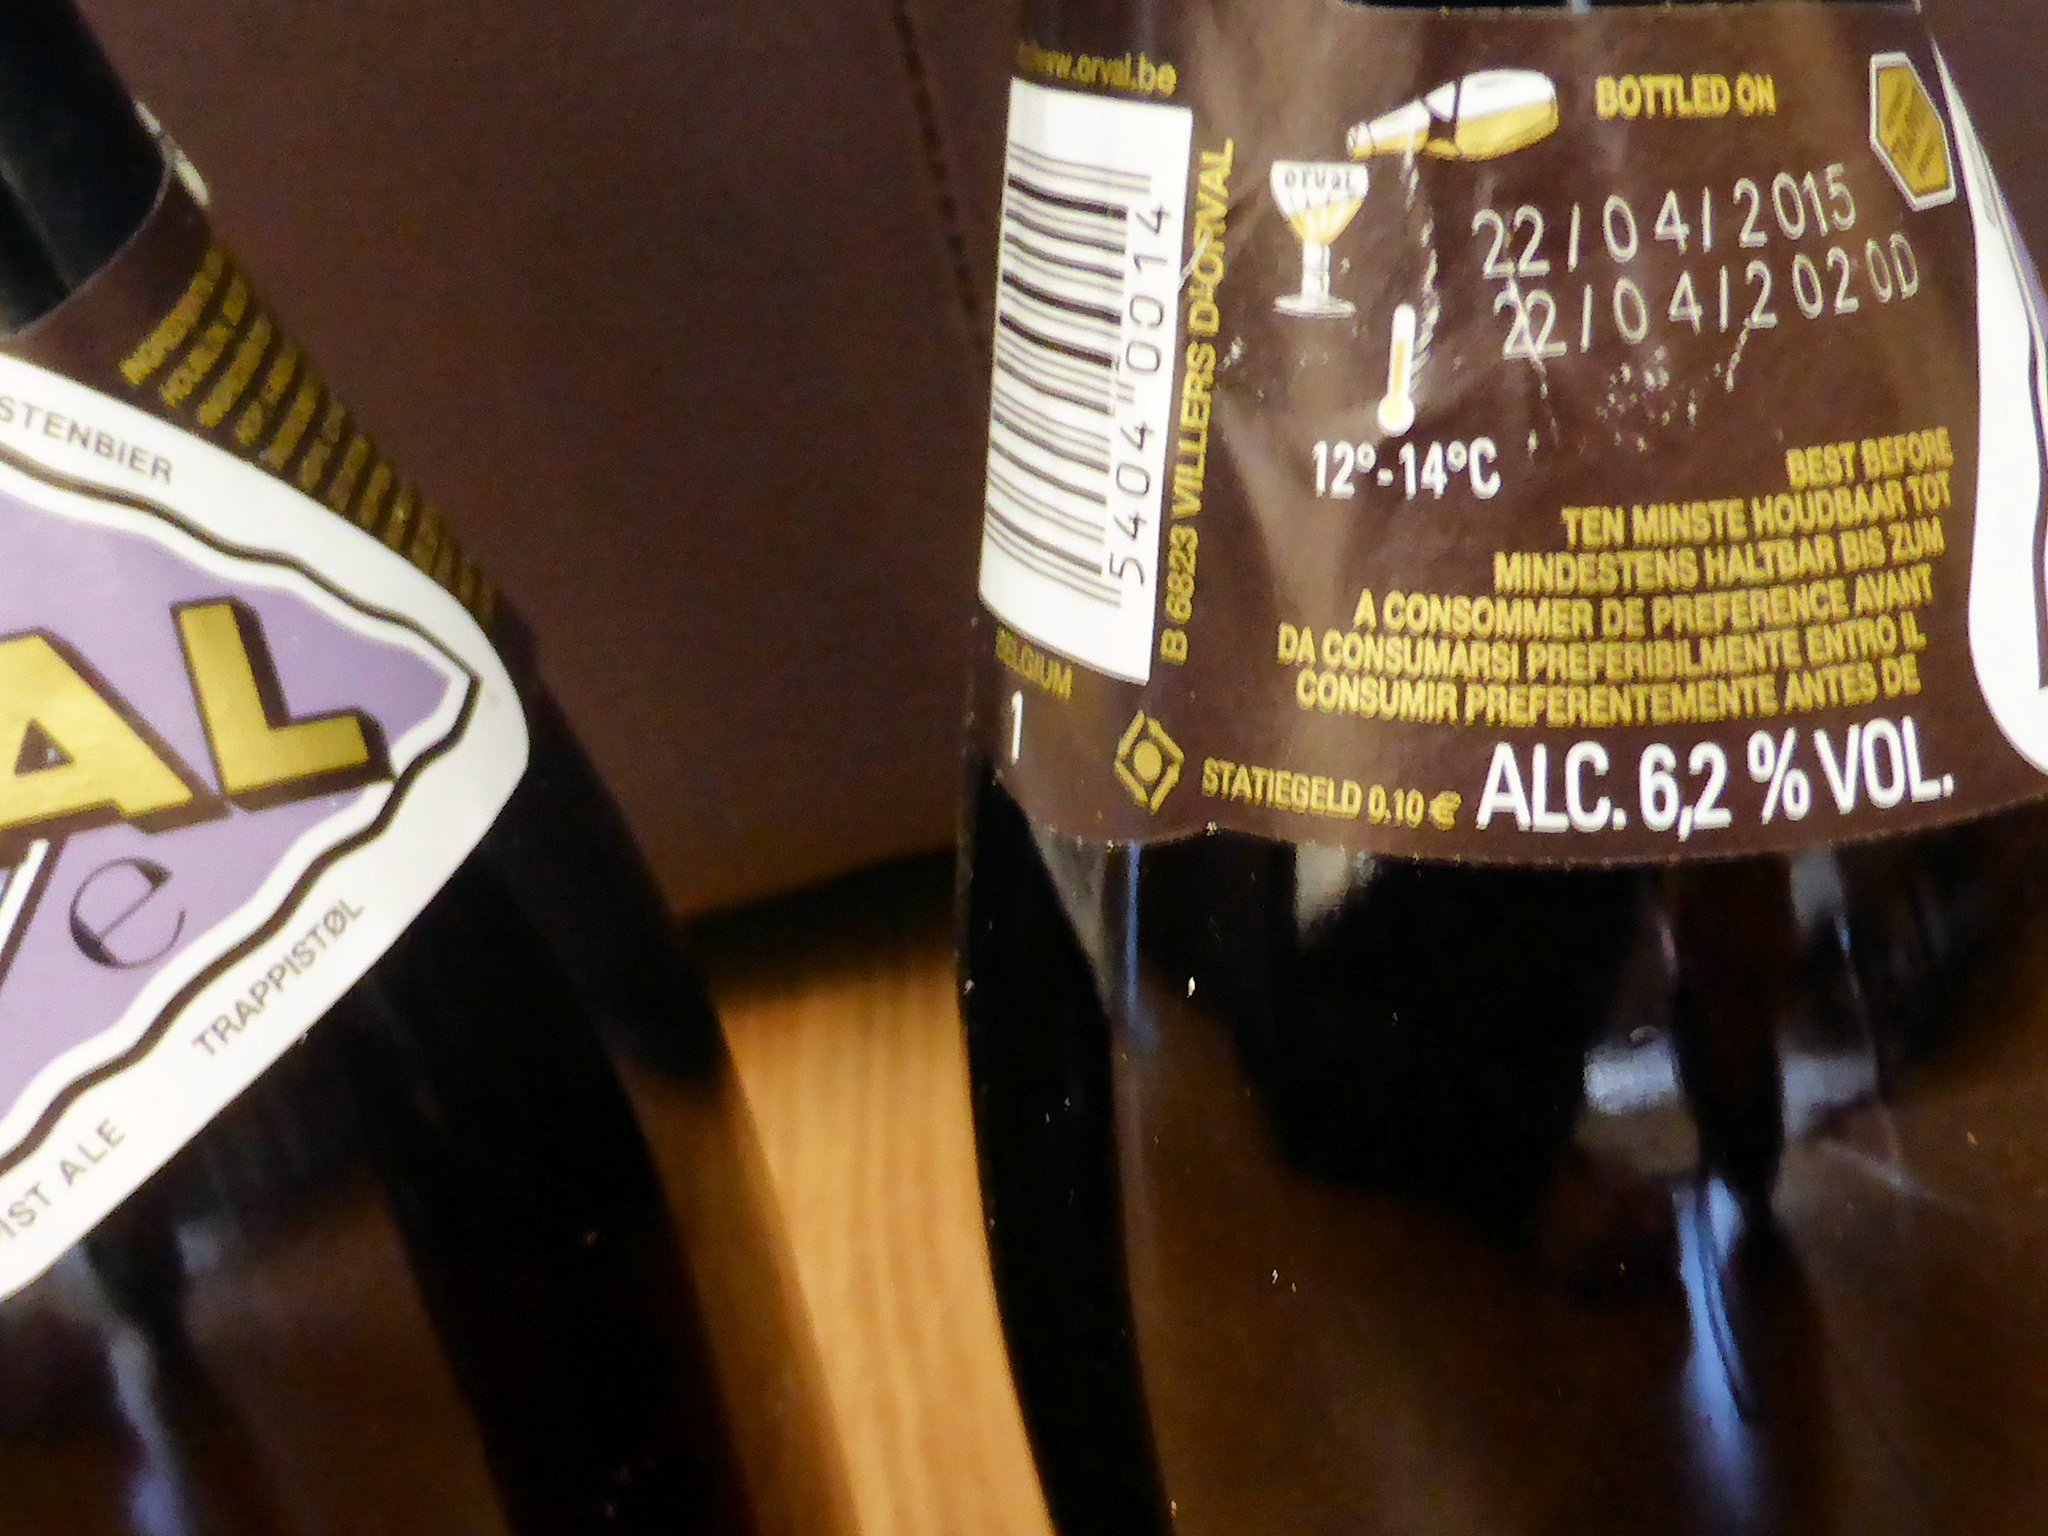 STENBIER
AL
e
TRAPPISTØL
IST ALE
www.orval.be
5404"00014
B 6823 VILLERS D-ORVAL
BELGIUM
1
orval
BOTTLED ON
22/04/2015
22/04/2020D
12°-14°C
BEST BEFORE
TEN MINSTE HOUDBAAR TOT
MINDESTENS HALTBAR BIS ZUM
A CONSOMMER DE PREFERENCE AVANT
DA CONSUMARSI PREFERIBILMENTE ENTRO IL
CONSUMIR PREFERENTEMENTE ANTES DE
STATIEGELD 0.10 €
ALC. 6,2 % VOL.